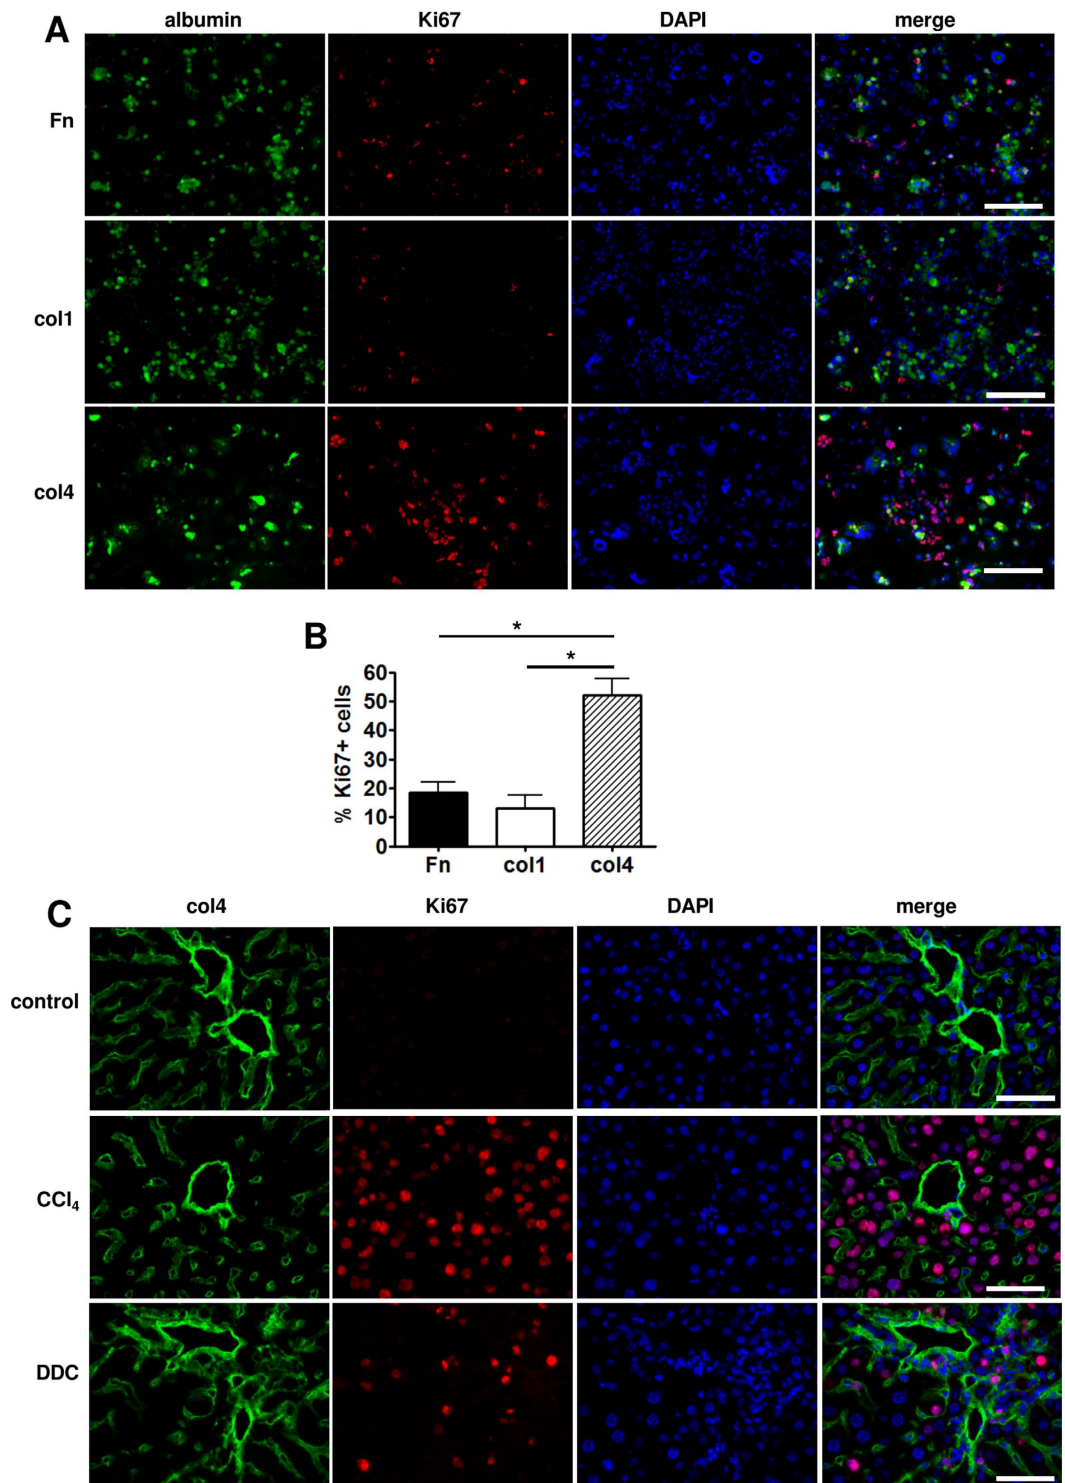 A
albumin Ki67 DAPI merge
Fn
col1
col4
B
*
*
% Ki67+ cells
60
50
40
30
20
10
0
Fn col1 col4
C
col4 Ki67 DAPI merge
control
CCl₄
DDC